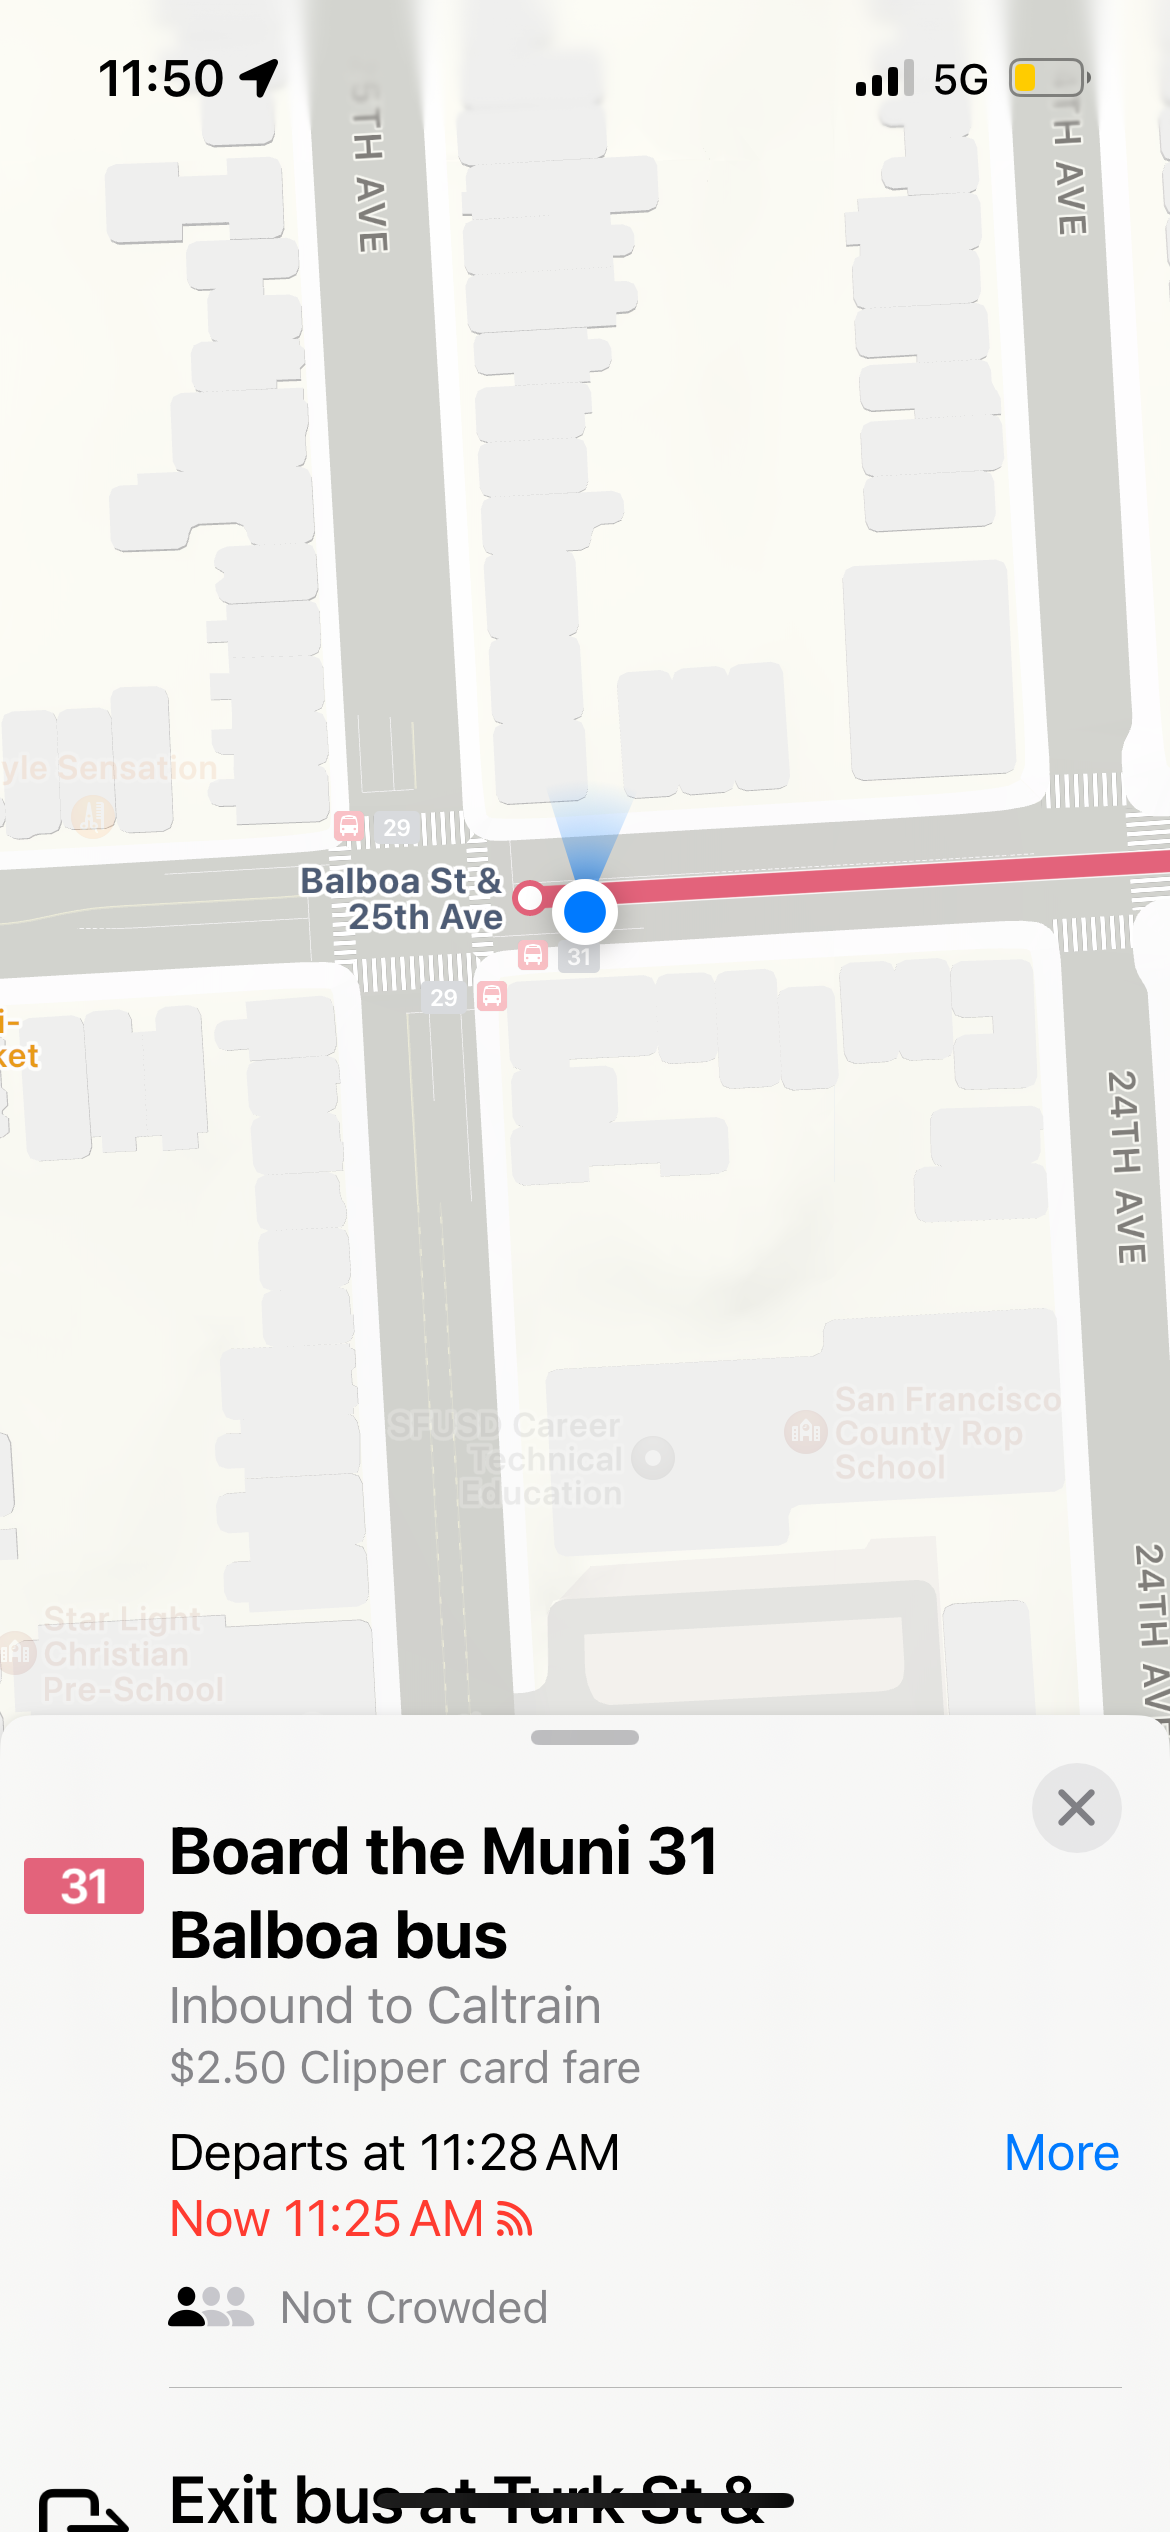 11:50
5G
5TH AVE
4TH AVE
yle Sensation
29
Balboa St &
25th Ave
31
29
i-
ket
24TH AVE
San Francisco
County Rop
School
SFUSD Career
Technical
Education
24TH AVE
Star Light
Christian
Pre-School
31
Board the Muni 31
Balboa bus
Inbound to Caltrain
$2.50 Clipper card fare
Departs at 11:28 AM
More
Now 11:25 AM
Not Crowded
Exit bus at Turk St &